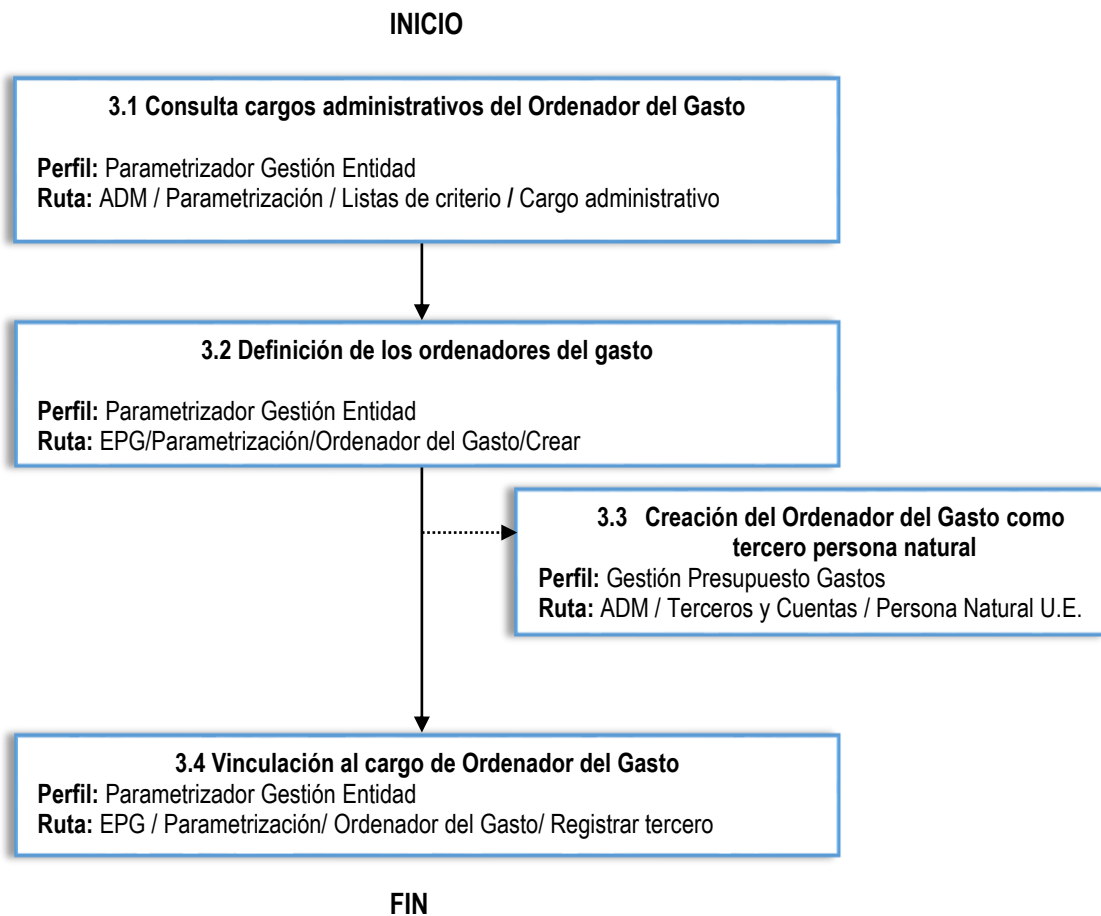 INICIO
3.1 Consulta cargos administrativos del Ordenador del Gasto
Perfil: Parametrizador Gestión Entidad
Ruta: ADM / Parametrización / Listas de criterio / Cargo administrativo
3.2 Definición de los ordenadores del gasto
Perfil: Parametrizador Gestión Entidad
Ruta: EPG/Parametrización/Ordenador del Gasto/Crear
3.3 Creación del Ordenador del Gasto como
tercero persona natural
Perfil: Gestión Presupuesto Gastos
Ruta: ADM / Terceros y Cuentas / Persona Natural U.E.
3.4 Vinculación al cargo de Ordenador del Gasto
Perfil: Parametrizador Gestión Entidad
Ruta: EPG / Parametrización/ Ordenador del Gasto/ Registrar tercero
FIN